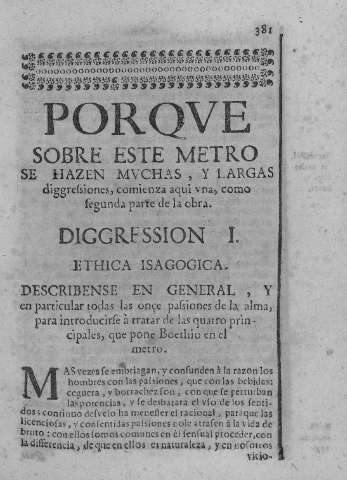 381
PORQVE
SOBRE ESTE METRO
SE HAZEN MVCHAS, Y LARGAS
diggressiones, comienza aqui vna, como
segunda parte de la obra.
DIGGRESSION I.
ETHICA ISAGOGICA.
DESCRIBENSE EN GENERAL, Y
en particular todas las onçe passiones de la alma,
para introducirse à tratar de las quatro prin-
cipales, que pone Boethio en el
metro.
MAS vezes se embriagan, y confunden à la razon los
hombres con las passiones, que con las bebidas:
ceguera, y borrachez son, con que se perturban
las potencias, y se desbarata el vso de los senti-
dos: continuo desvelo ha menester el racional, para que las
licenciosas, y consentidas passiones no le atrasen à la vida de
bruto: con ellos somos comunes en el sensual proceder, con
la differencia, de que en ellos es naturaleza, y en nosotros
vicio-